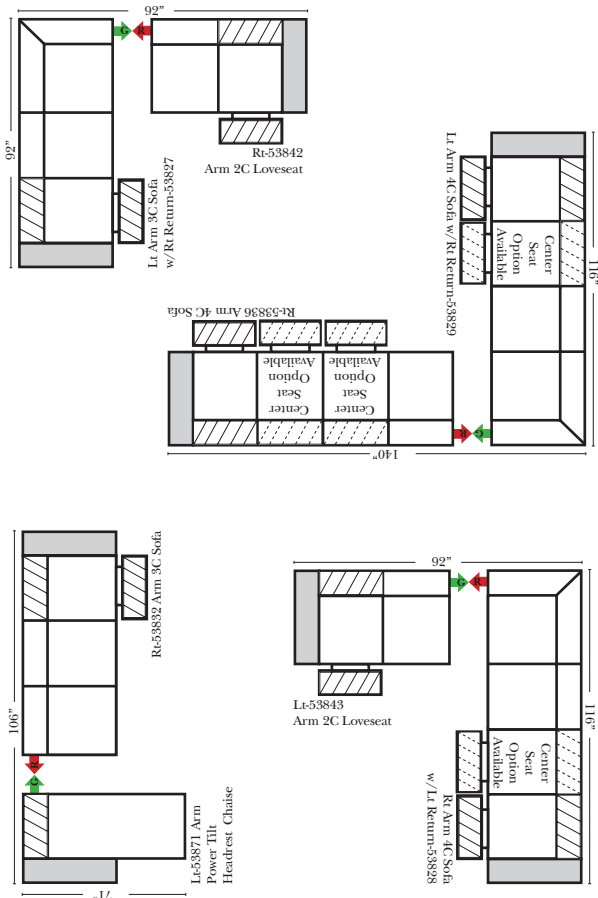 92”
G R
92”
Rt-53842
Arm 2C Loveseat
Lt Arm 3C Sofa
w/Rt Return-53827
Lt Arm 4C Sofa w/Rt Return-53829
Center
Seat
Option
Available
116”
Rt-53836 Arm 4C Sofa
Center
Seat
Option
Available
Center
Seat
Option
Available
R G
140”
106”
Rt-53832 Arm 3C Sofa
R
G
Lt-53871 Arm
Power Tilt
Headrest Chaise
71”
92”
G R
Lt-53843
Arm 2C Loveseat
116”
Center
Seat
Option
Available
Rt Arm 4C Sofa
w/Lt Return-53828